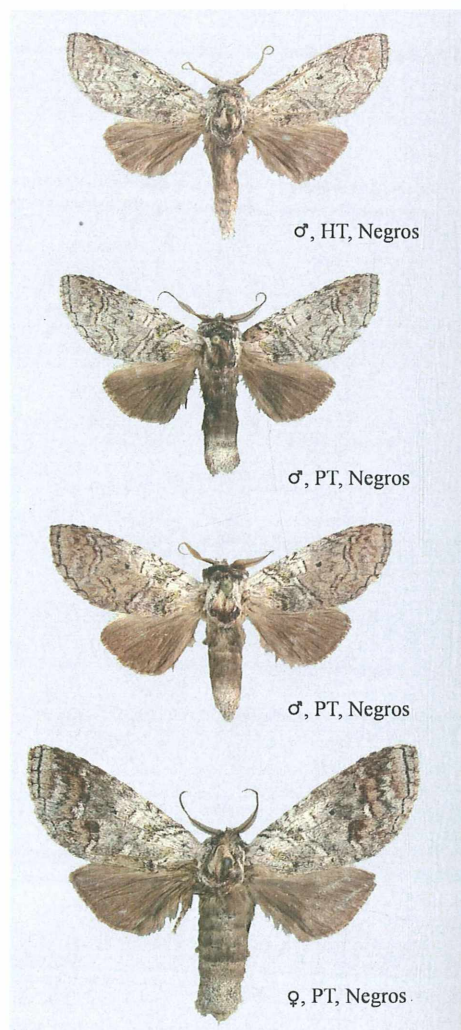 ♂, HT, Negros
♂, PT, Negros
♂, PT, Negros
♀, PT, Negros